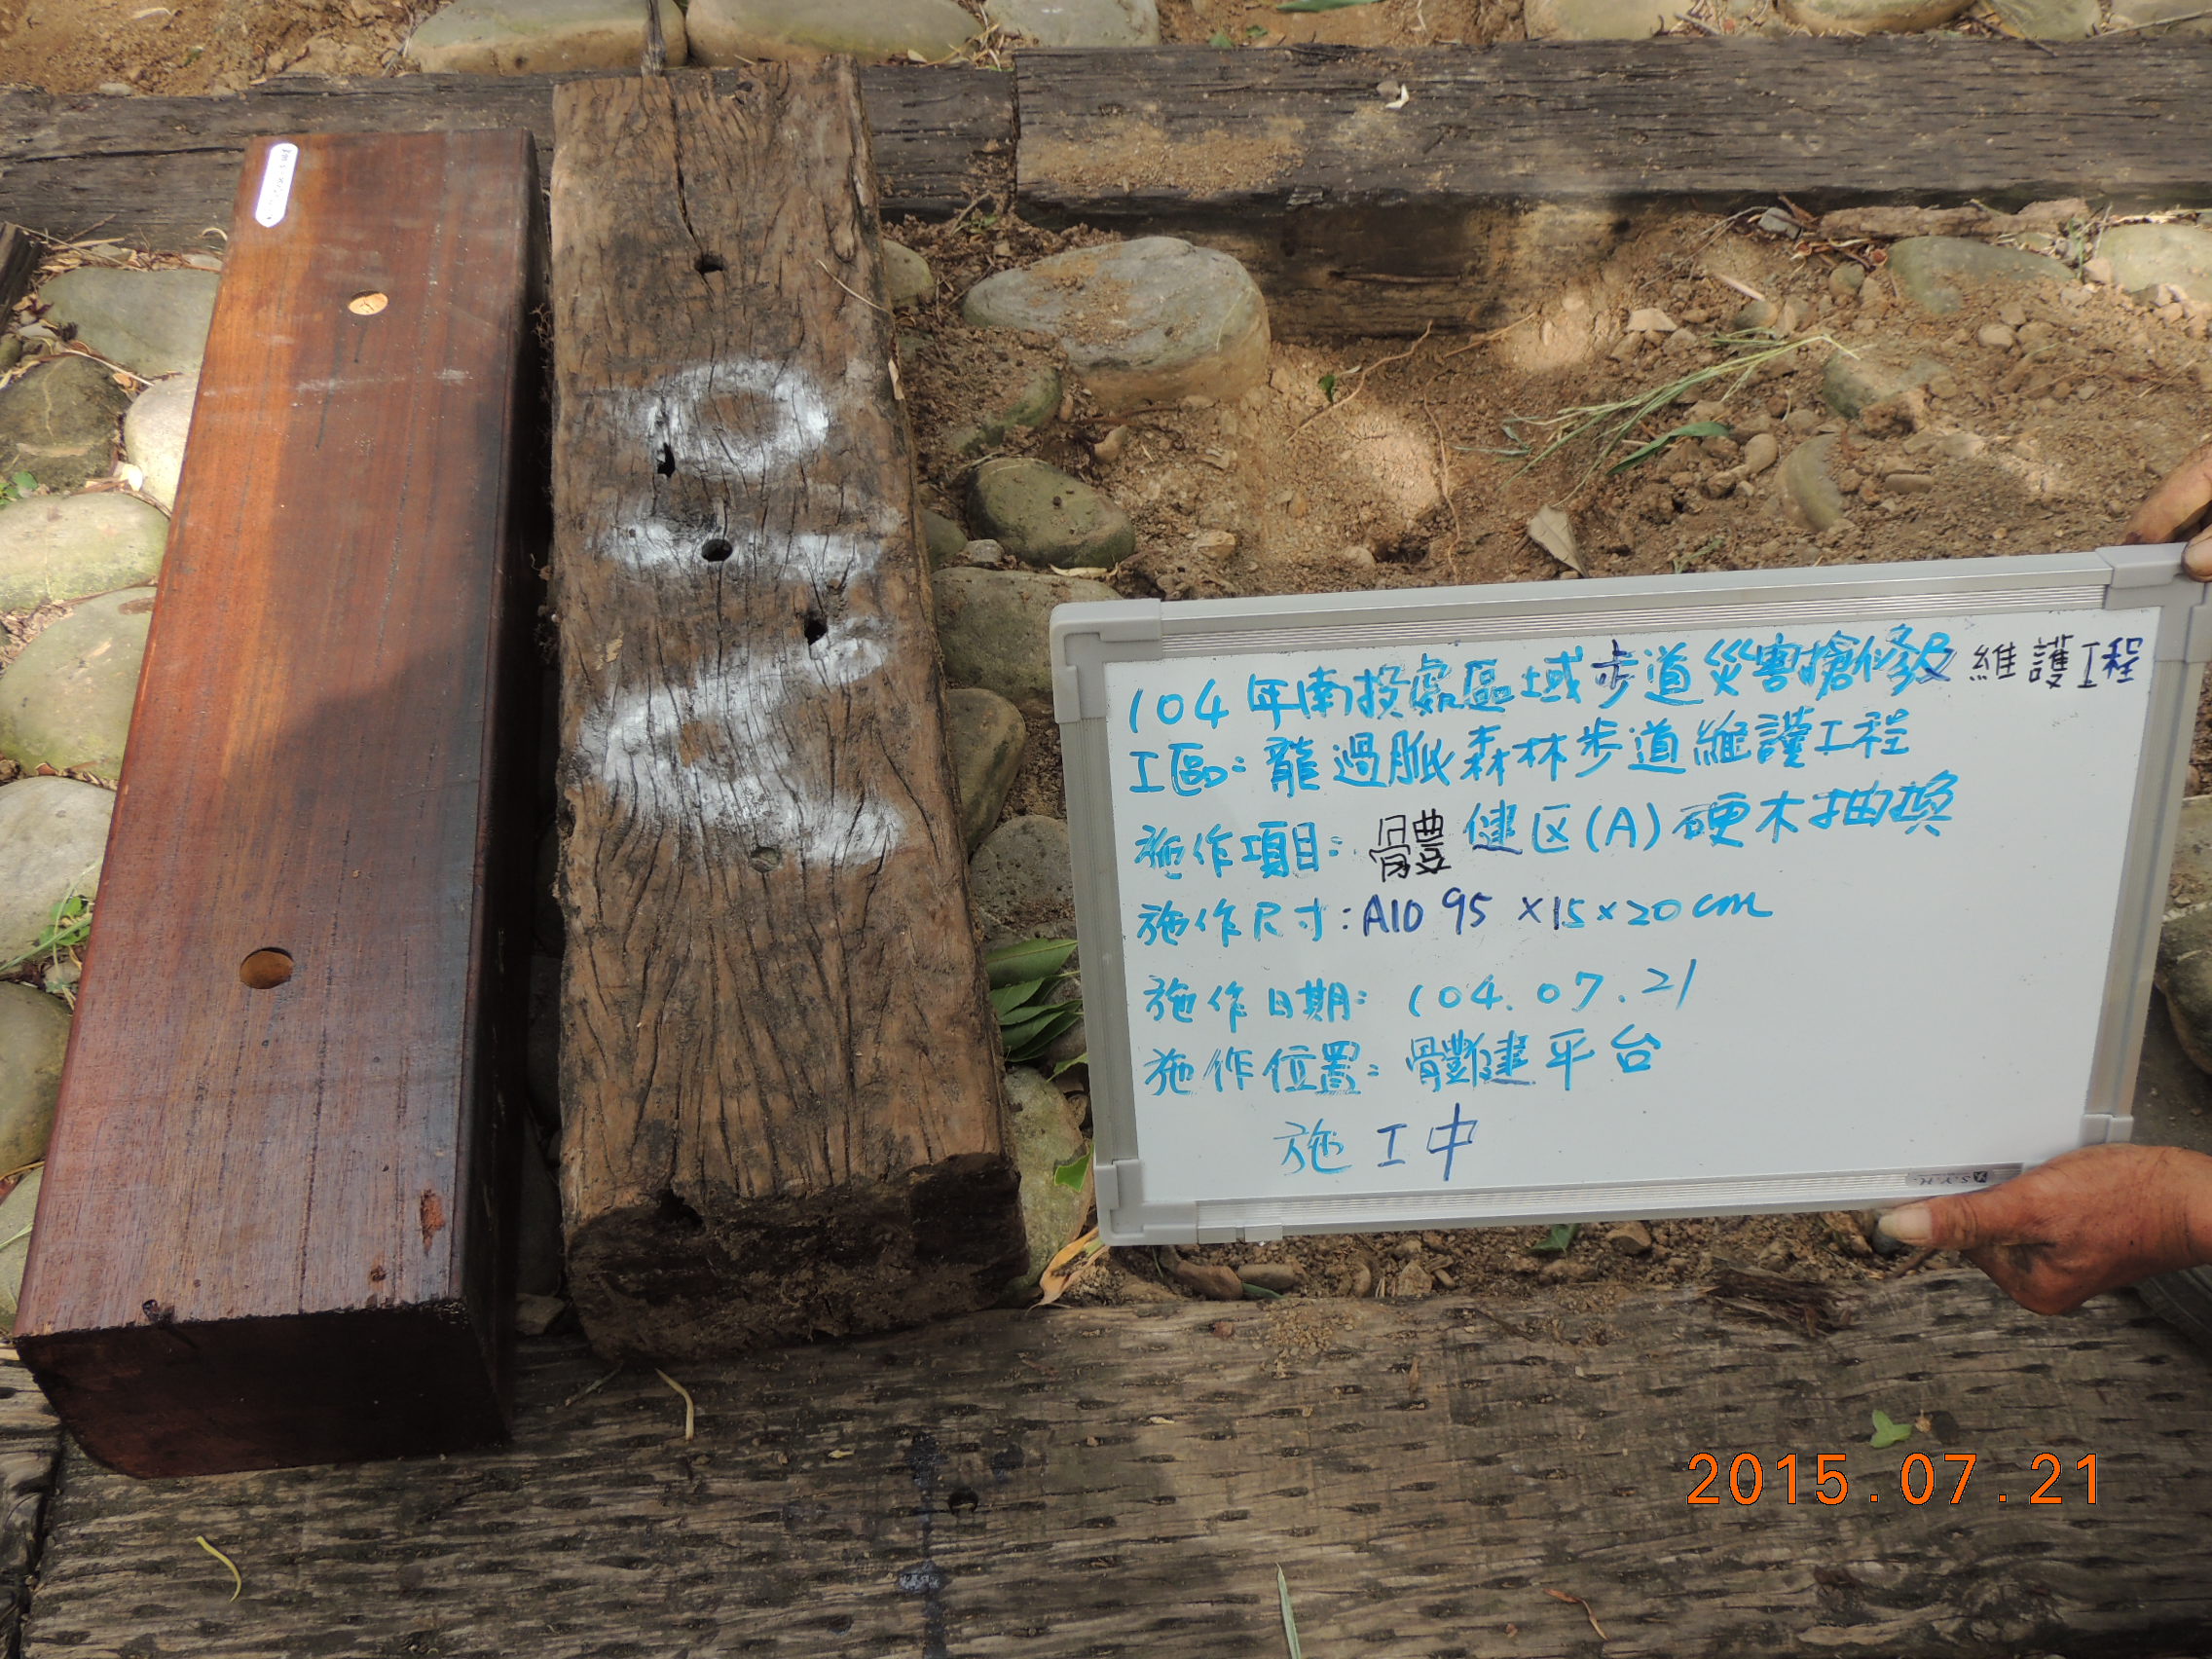 A10
104年南投處區域步道災害搶修及維護工程
工區:龍過脈森林步道維護工程
施作項目:體健区(A)硬木抽換
施作尺寸:A10 95×15×20cm
施作日期:104.07.21
施作位置:體健平台
施工中
2015.07.21